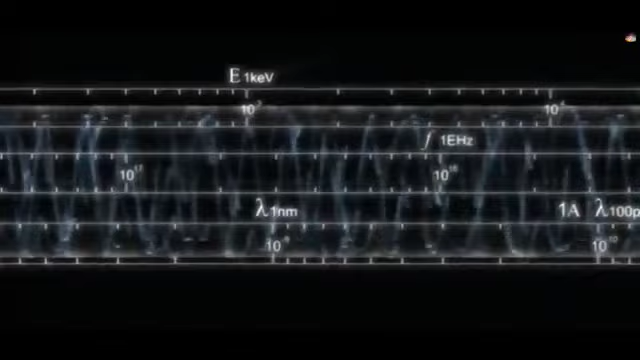 E 1keV
10³ 10⁴
f 1EHz
10¹⁷ 10¹⁸
λ 1nm 1A λ 100p
10⁻⁹ 10⁻¹⁰